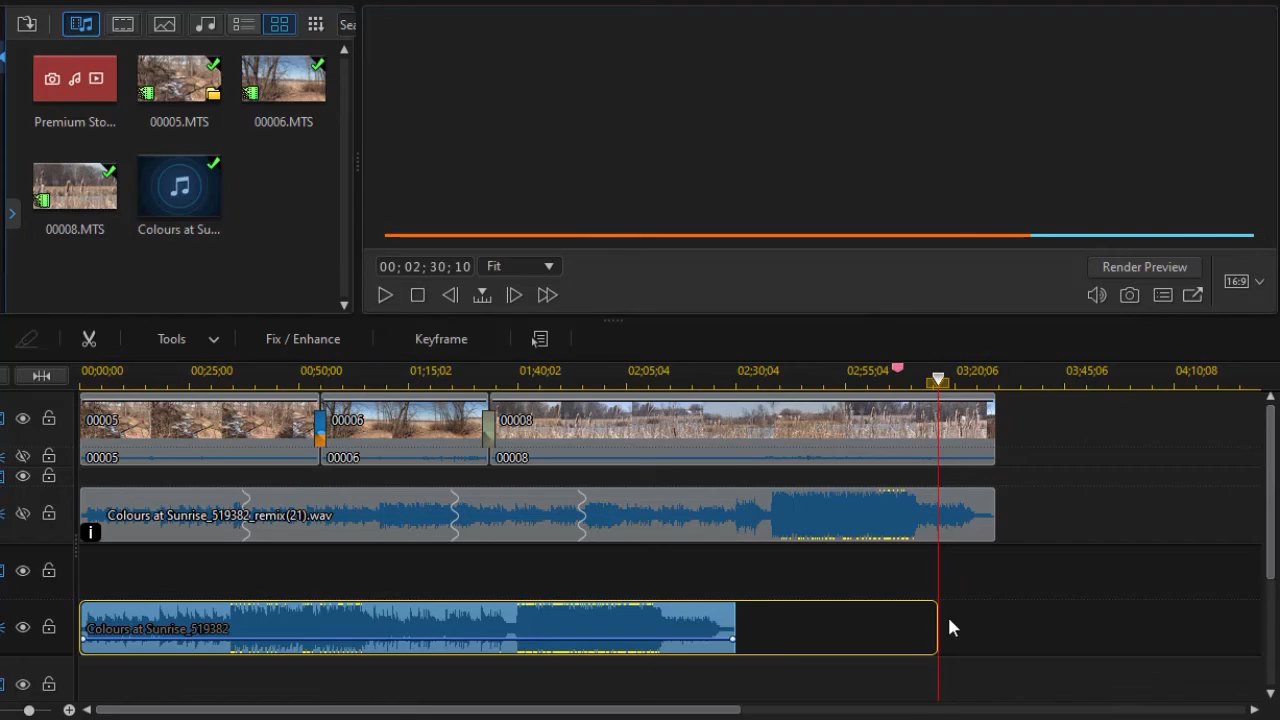 Sea
Premium Sto...
00005.MTS
00006.MTS
00008.MTS
Colours at Su...
00; 02; 30; 10
Fit
Render Preview
16:9
Tools
Fix / Enhance
Keyframe
00;00;00
00;25;00
00;50;00
01;15;02
01;40;02
02;05;04
02;30;04
02;55;04
03;20;06
03;45;06
04;10;08
00005
00006
00008
00005
00006
00008
Colours at Sunrise_519382_remix(21).wav
i
Colours at Sunrise_519382